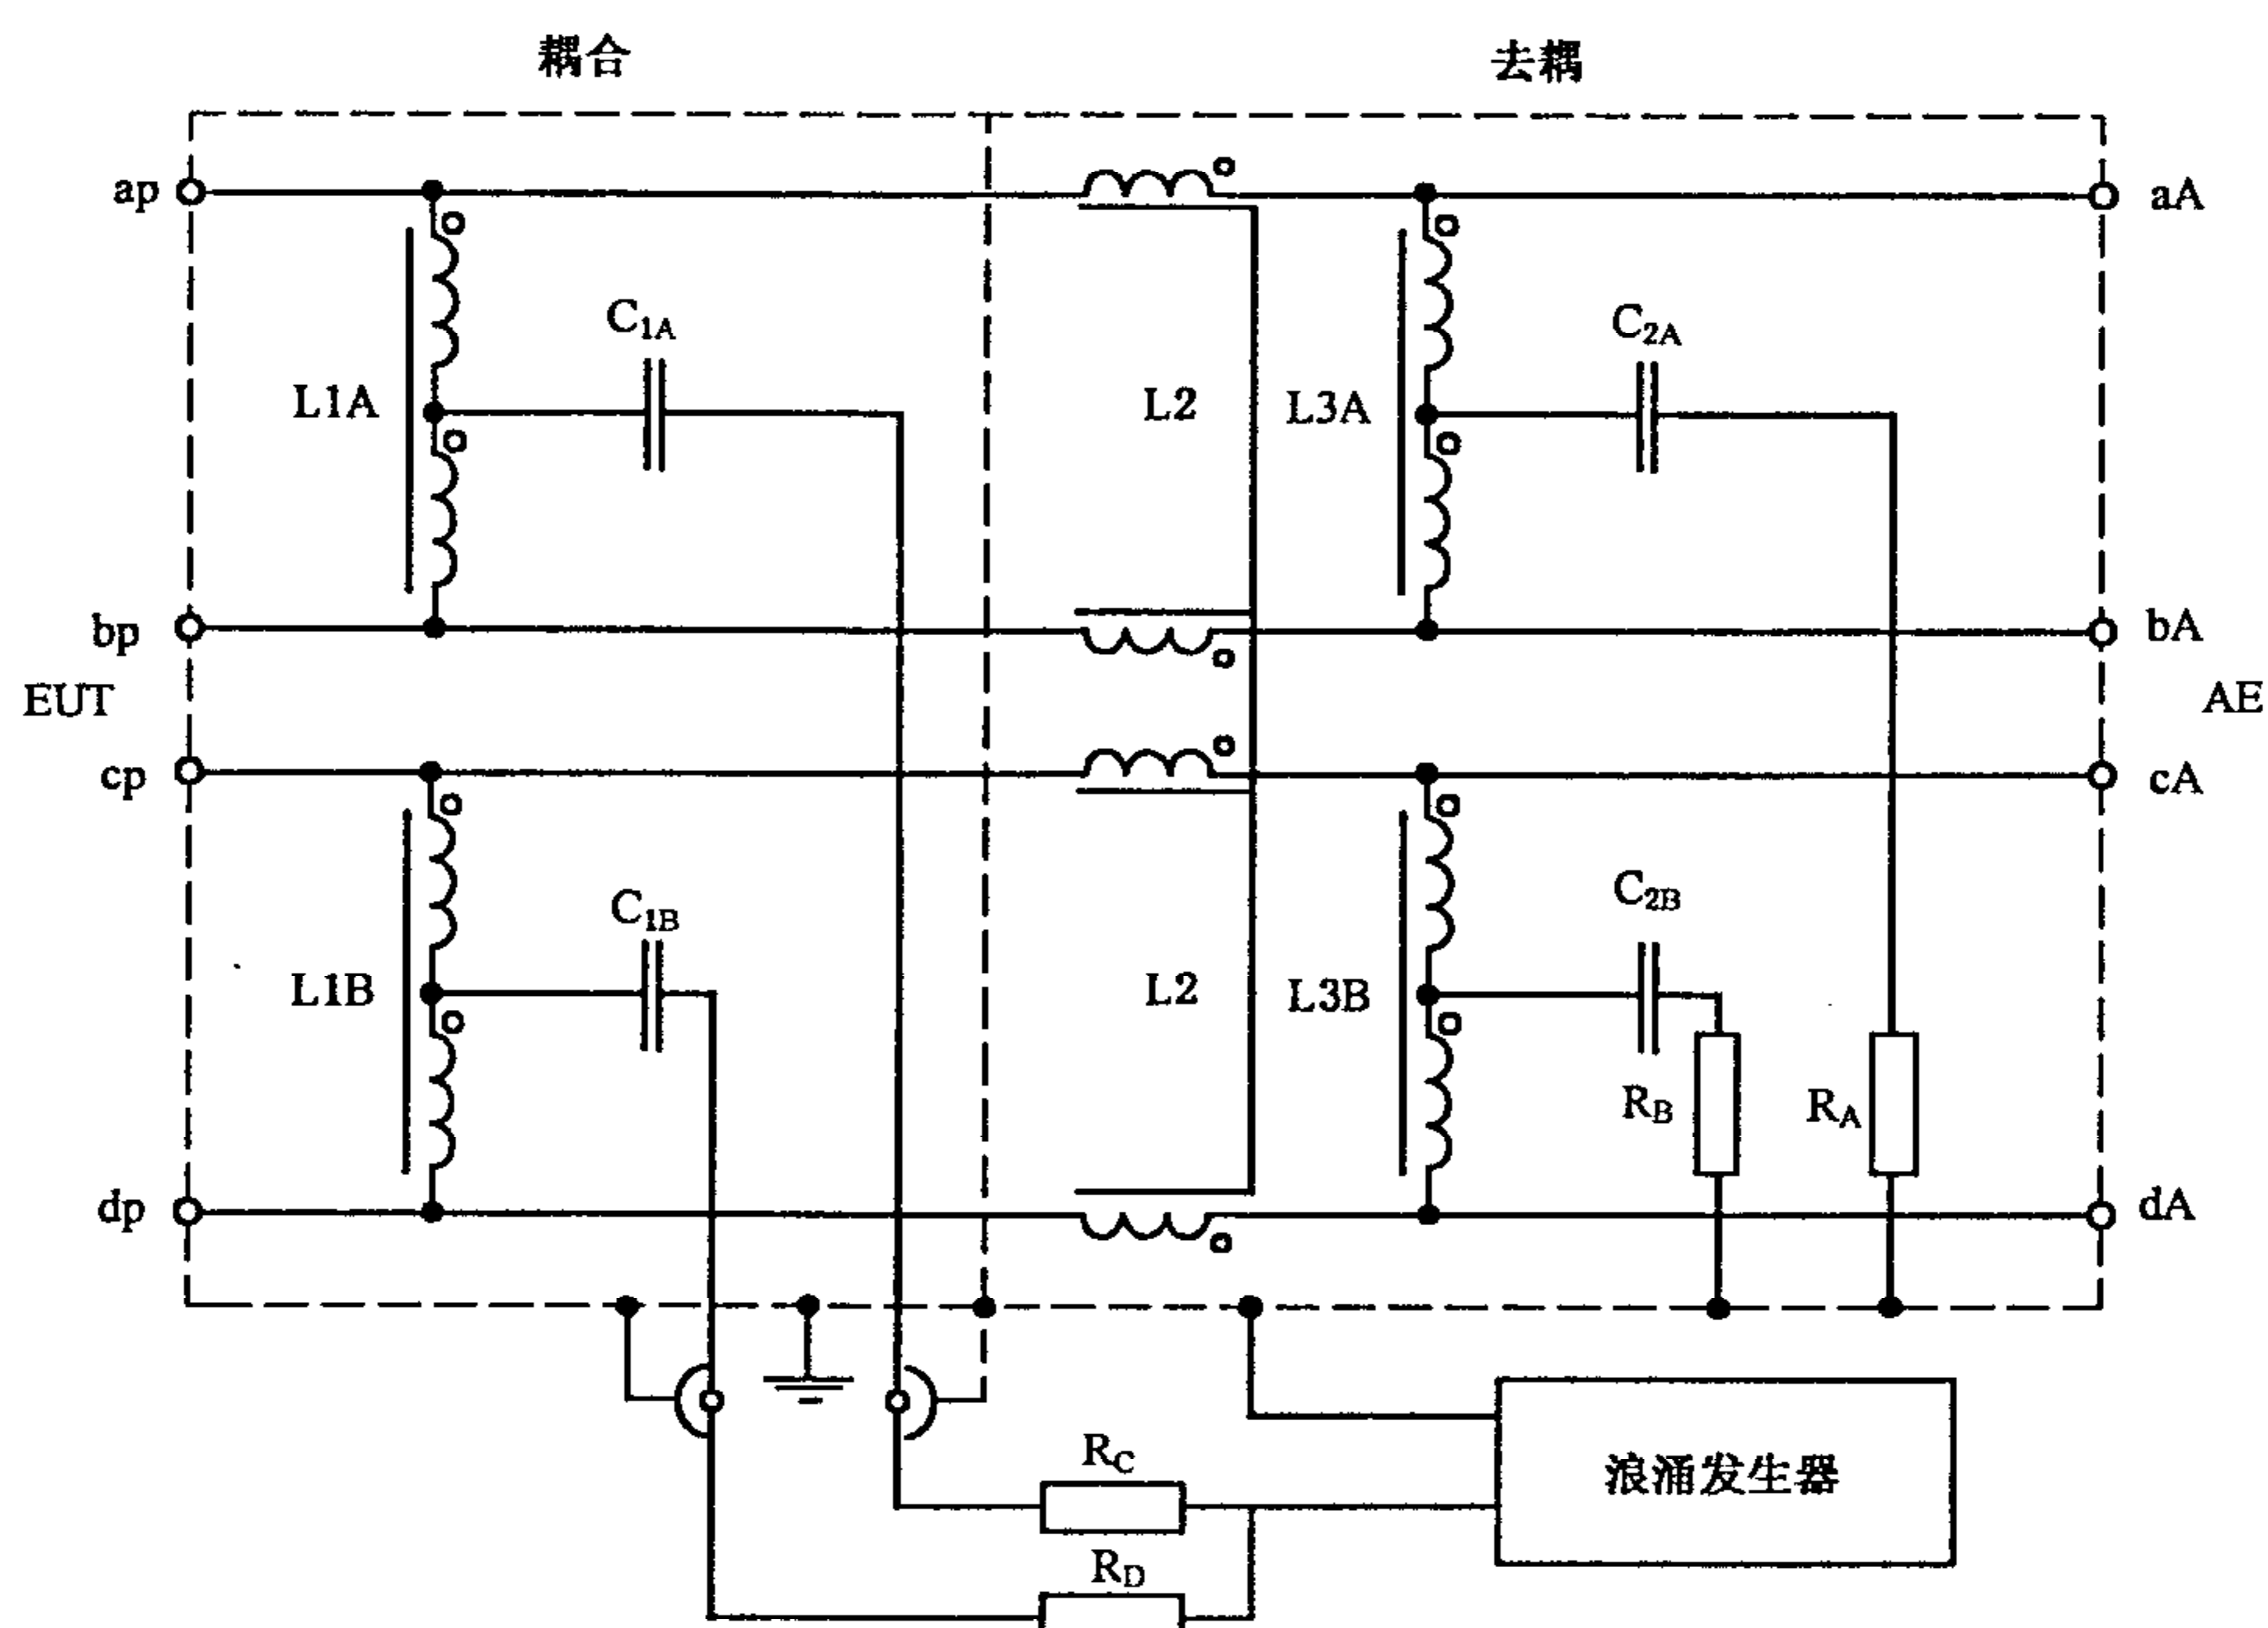 耦合
去耦
ap
aA
C1A
C2A
L1A
L2
L3A
bp
bA
EUT
AE
cp
cA
C1B
C2B
L1B
L2
L3B
RB
RA
dp
dA
RC
浪涌发生器
RD